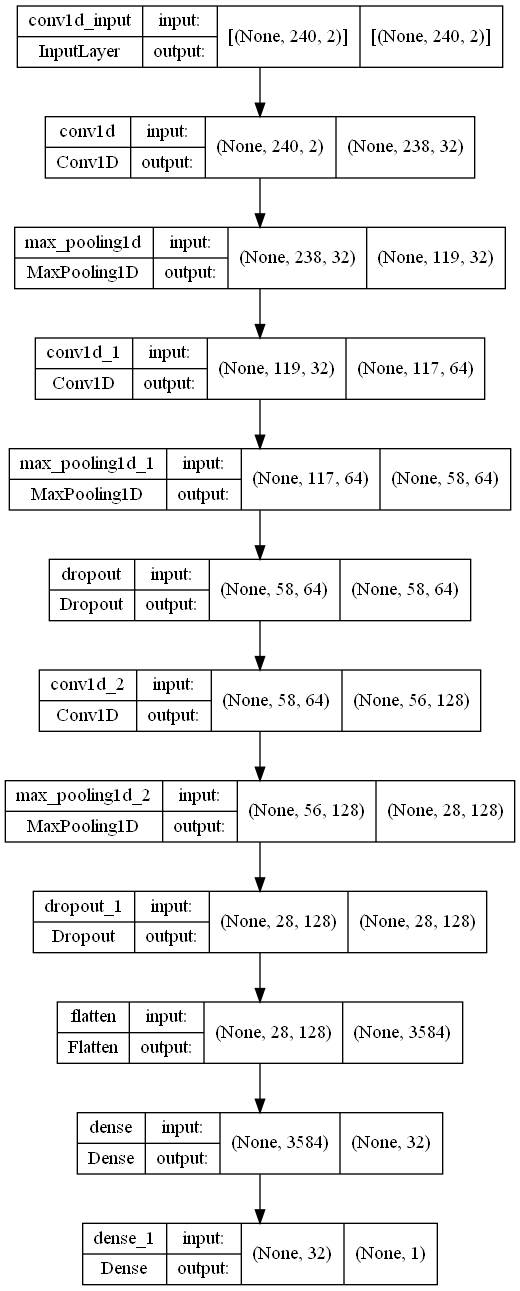 conv1d_input input: [(None, 240, 2)] [(None, 240, 2)]
InputLayer output:
conv1d input: (None, 240, 2) (None, 238, 32)
Conv1D output:
max_pooling1d input: (None, 238, 32) (None, 119, 32)
MaxPooling1D output:
conv1d_1 input: (None, 119, 32) (None, 117, 64)
Conv1D output:
max_pooling1d_1 input: (None, 117, 64) (None, 58, 64)
MaxPooling1D output:
dropout input: (None, 58, 64) (None, 58, 64)
Dropout output:
conv1d_2 input: (None, 58, 64) (None, 56, 128)
Conv1D output:
max_pooling1d_2 input: (None, 56, 128) (None, 28, 128)
MaxPooling1D output:
dropout_1 input: (None, 28, 128) (None, 28, 128)
Dropout output:
flatten input: (None, 28, 128) (None, 3584)
Flatten output:
dense input: (None, 3584) (None, 32)
Dense output:
dense_1 input: (None, 32) (None, 1)
Dense output: